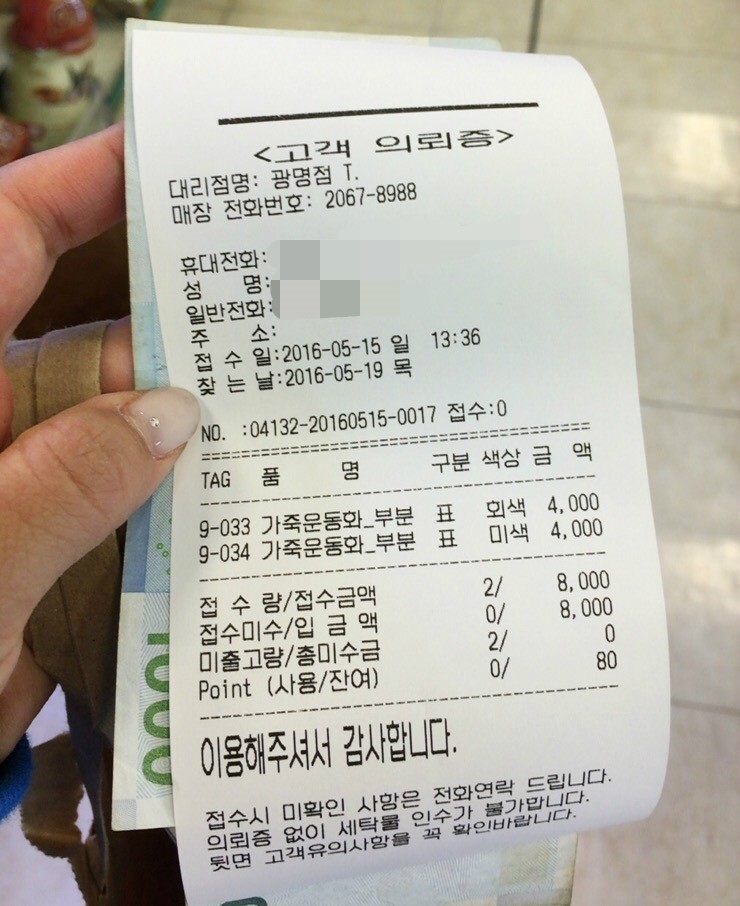 <고객 의뢰증>
대리점명: 광명점 T.
매장 전화번호: 2067-8988
휴대전화:
성 명:
일반전화:
주 소:
접 수 일:2016-05-15 일 13:36
찾 는 날:2016-05-19 목
NO. :04132-20160515-0017 접수:0
TAG 품 명 구분 색상 금 액
9-033 가죽운동화_부분 표 회색 4,000
9-034 가죽운동화_부분 표 미색 4,000
접 수 량/접수금액 2/ 8,000
접수미수/입 금 액 0/ 8,000
미출고량/총미수금 2/ 0
Point (사용/잔여) 0/ 80
이용해주셔서 감사합니다.
접수시 미확인 사항은 전화연락 드립니다.
의뢰증 없이 세탁물 인수가 불가합니다.
뒷면 고객유의사항을 꼭 확인바랍니다.